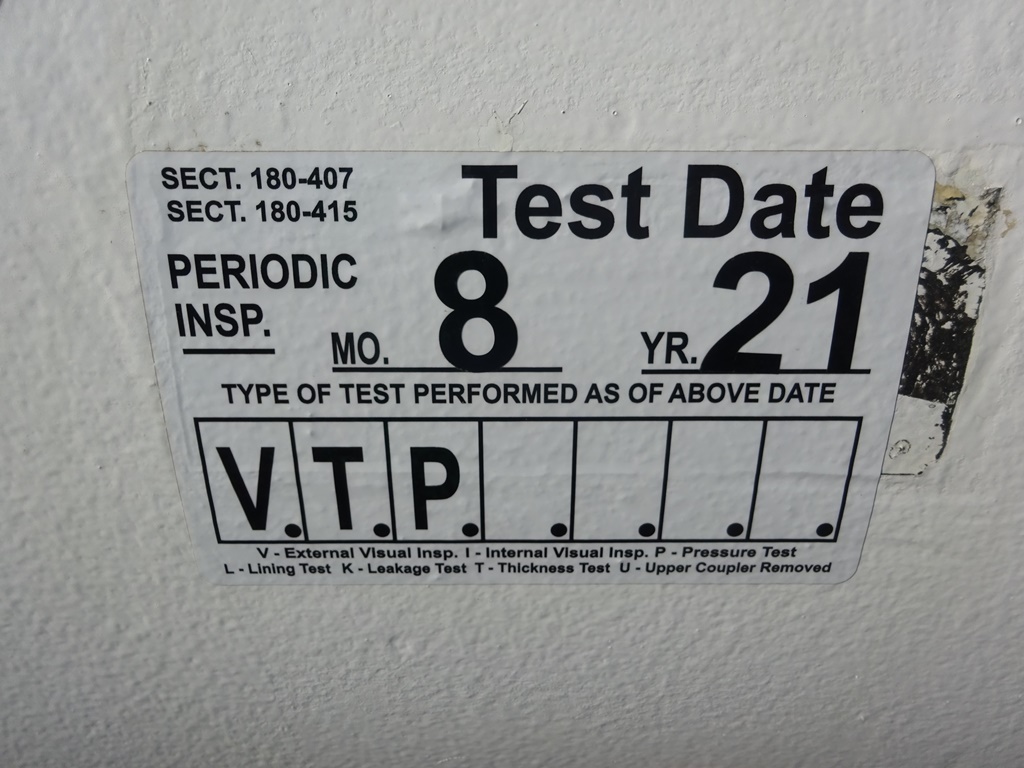 SECT. 180-407
SECT. 180-415
Test Date
PERIODIC
INSP.
MO. 8 YR. 21
TYPE OF TEST PERFORMED AS OF ABOVE DATE
V. T. P. . . . .
V - External Visual Insp. I - Internal Visual Insp. P - Pressure Test
L - Lining Test K - Leakage Test T - Thickness Test U - Upper Coupler Removed